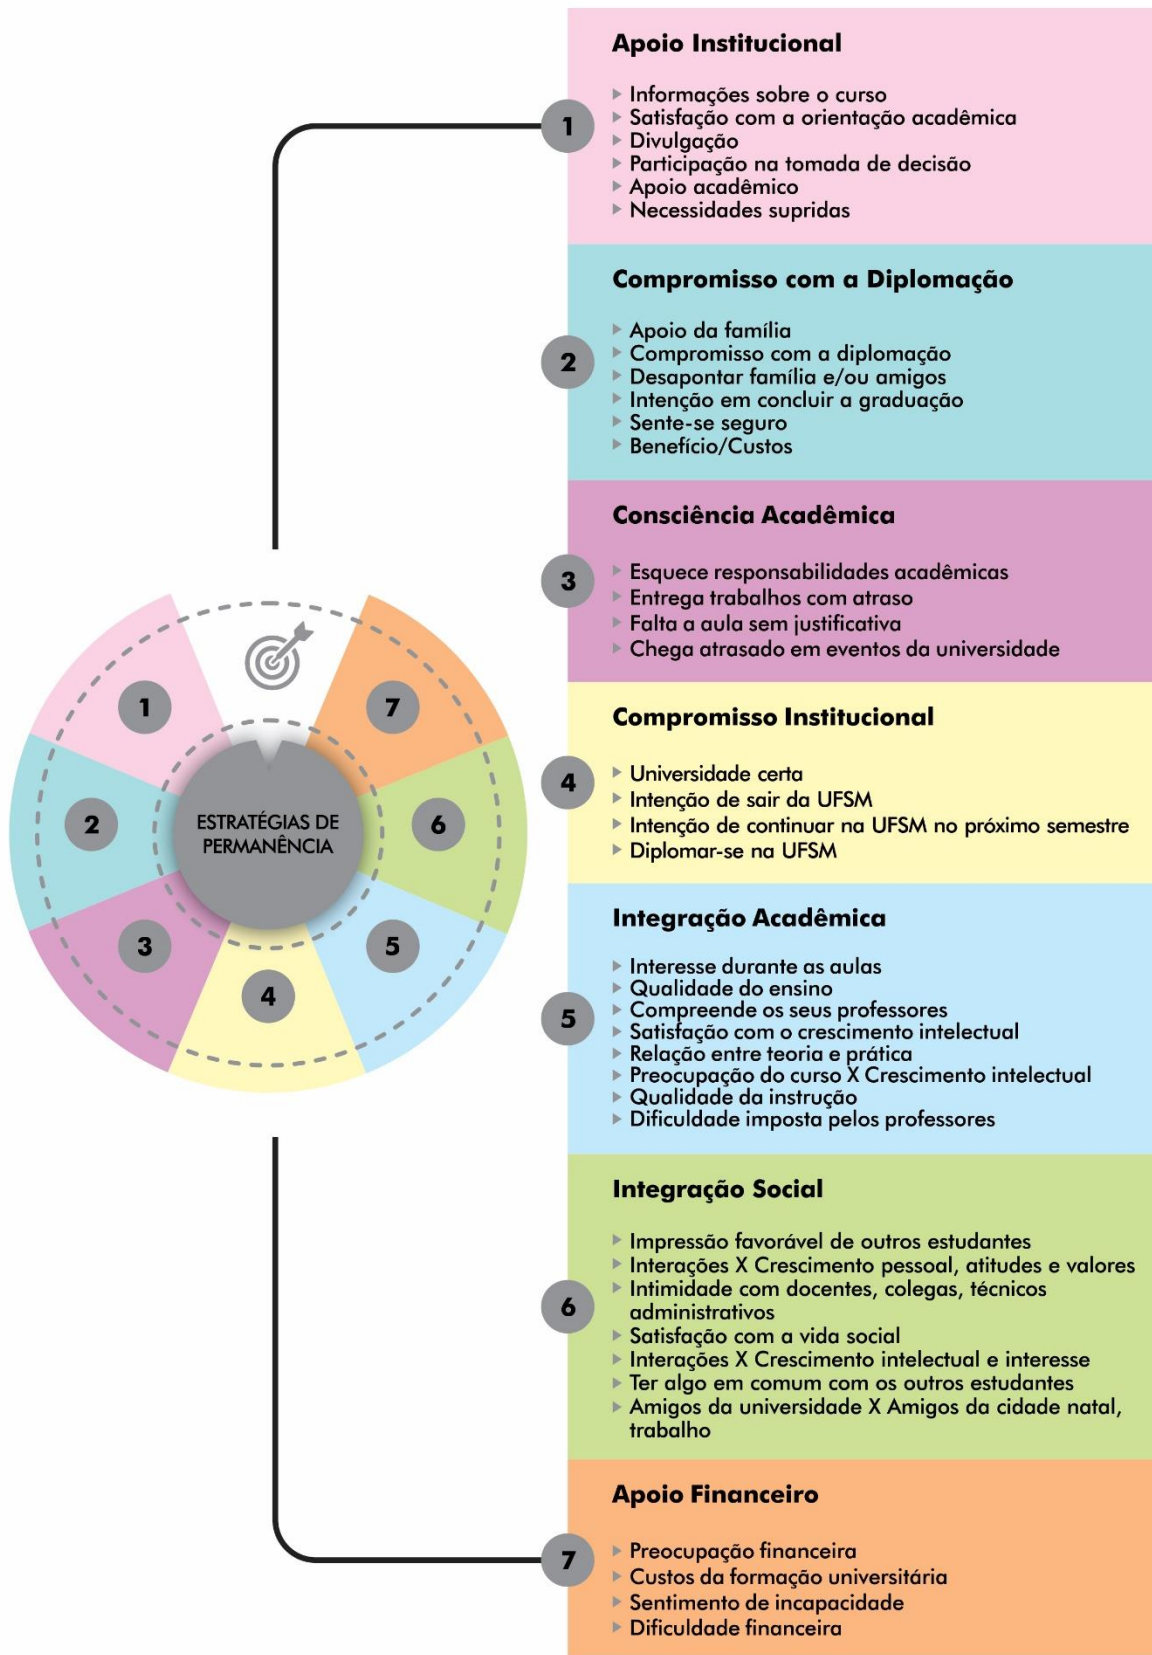 Apoio Institucional
Informações sobre o curso
Satisfação com a orientação acadêmica
Divulgação
Participação na tomada de decisão
Apoio acadêmico
Necessidades supridas
1
Compromisso com a Diplomação
Apoio da família
Compromisso com a diplomação
Desapontar família e/ou amigos
Intenção em concluir a graduação
Sente-se seguro
Benefício/Custos
2
Consciência Acadêmica
Esquece responsabilidades acadêmicas
Entrega trabalhos com atraso
Falta a aula sem justificativa
Chega atrasado em eventos da universidade
3
Compromisso Institucional
Universidade certa
Intenção de sair da UFSM
Intenção de continuar na UFSM no próximo semestre
Diplomar-se na UFSM
4
Integração Acadêmica
Interesse durante as aulas
Qualidade do ensino
Compreende os seus professores
Satisfação com o crescimento intelectual
Relação entre teoria e prática
Preocupação do curso X Crescimento intelectual
Qualidade da instrução
Dificuldade imposta pelos professores
5
Integração Social
Impressão favorável de outros estudantes
Interações X Crescimento pessoal, atitudes e valores
Intimidade com docentes, colegas, técnicos
administrativos
Satisfação com a vida social
Interações X Crescimento intelectual e interesse
Ter algo em comum com os outros estudantes
Amigos da universidade X Amigos da cidade natal,
trabalho
6
Apoio Financeiro
Preocupação financeira
Custos da formação universitária
Sentimento de incapacidade
Dificuldade financeira
7
ESTRATÉGIAS DE
PERMANÊNCIA
1
2
3
4
5
6
7